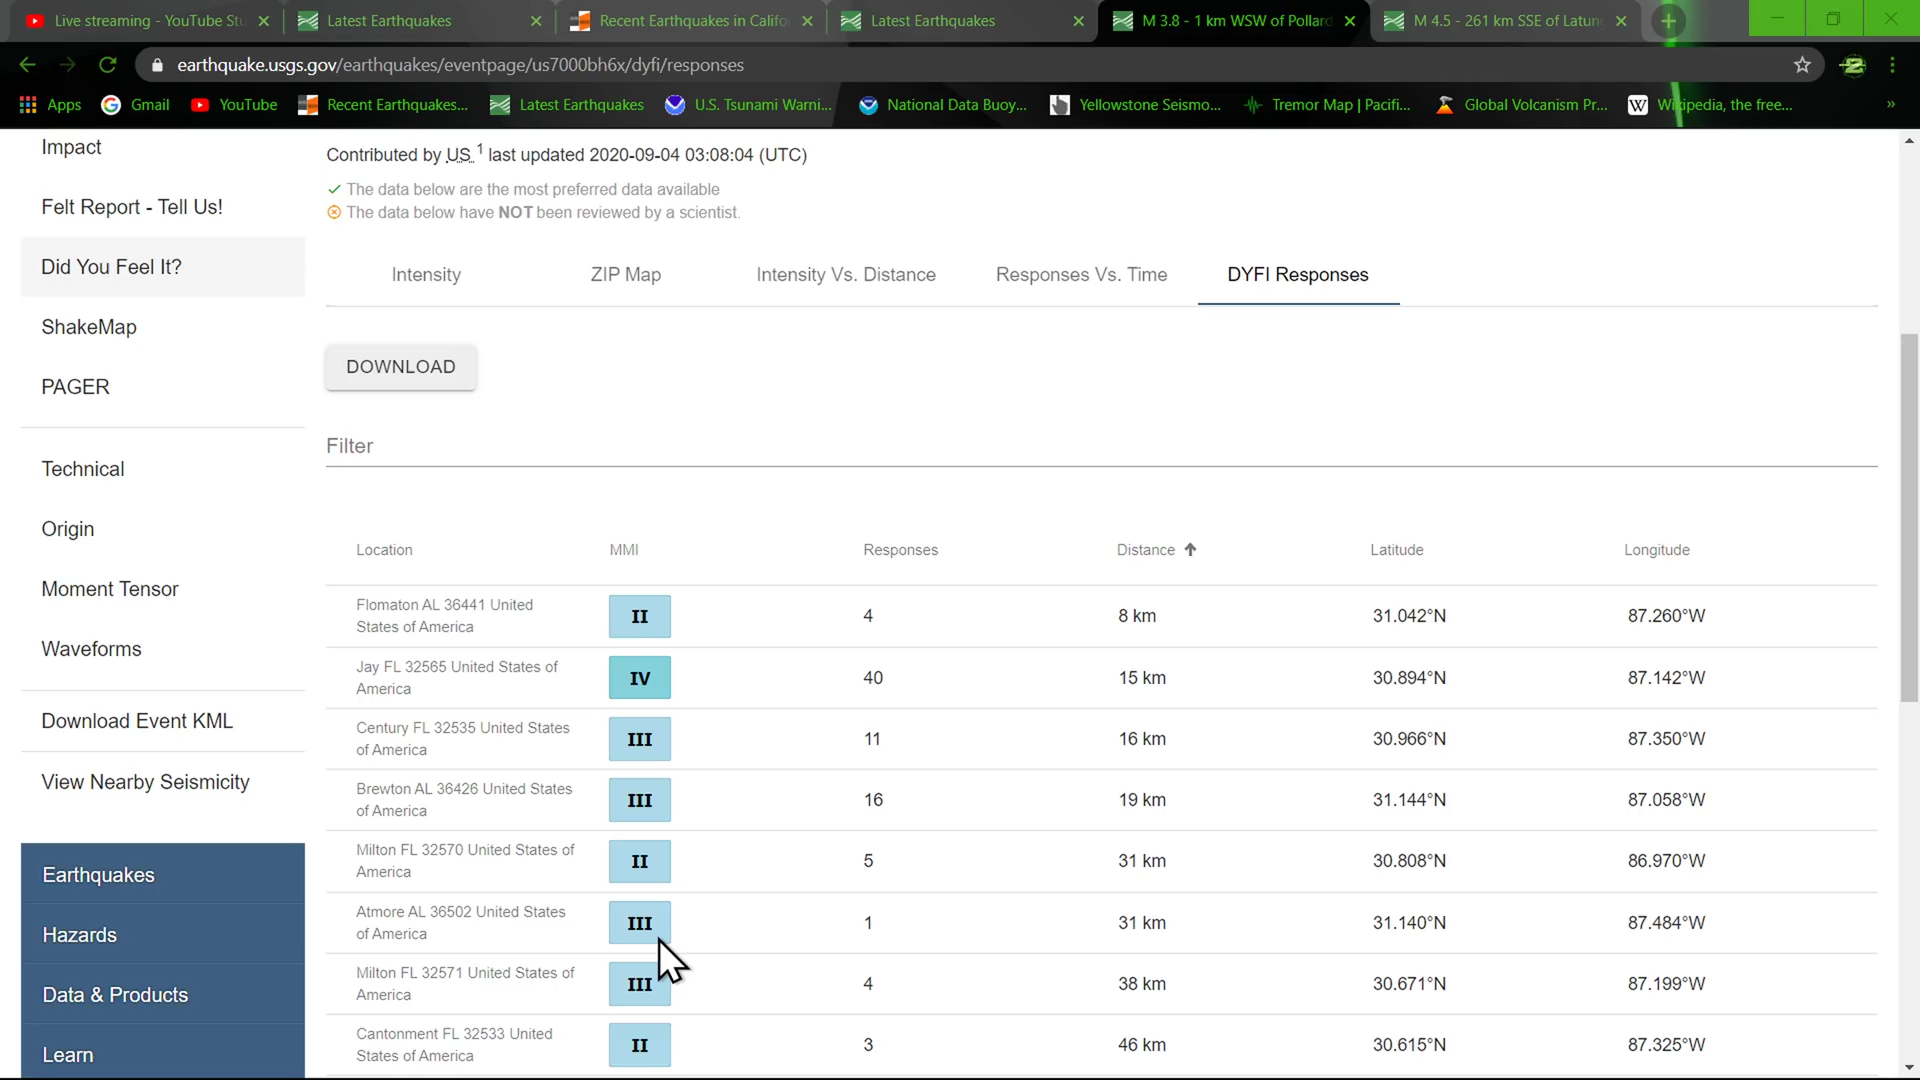 Live streaming - YouTube Stu
Latest Earthquakes
Recent Earthquakes in Califo
Latest Earthquakes
M 3.8 - 1 km WSW of Pollard
M 4.5 - 261 km SSE of Latun
earthquake.usgs.gov/earthquakes/eventpage/us7000bh6x/dyfi/responses
Apps
Gmail
YouTube
Recent Earthquakes...
Latest Earthquakes
U.S. Tsunami Warni...
National Data Buoy...
Yellowstone Seismo...
Tremor Map | Pacifi...
Global Volcanism Pr...
W Wikipedia, the free...
»
Impact
Felt Report - Tell Us!
Did You Feel It?
ShakeMap
PAGER
Technical
Origin
Moment Tensor
Waveforms
Download Event KML
View Nearby Seismicity
Earthquakes
Hazards
Data & Products
Learn
Contributed by US 1 last updated 2020-09-04 03:08:04 (UTC)
The data below are the most preferred data available
The data below have NOT been reviewed by a scientist.
Intensity
ZIP Map
Intensity Vs. Distance
Responses Vs. Time
DYFI Responses
DOWNLOAD
Filter
Location MMI Responses Distance Latitude Longitude
Flomaton AL 36441 United
States of America
II 4 8 km 31.042°N 87.260°W
Jay FL 32565 United States of
America
IV 40 15 km 30.894°N 87.142°W
Century FL 32535 United States
of America
III 11 16 km 30.966°N 87.350°W
Brewton AL 36426 United States
of America
III 16 19 km 31.144°N 87.058°W
Milton FL 32570 United States of
America
II 5 31 km 30.808°N 86.970°W
Atmore AL 36502 United States
of America
III 1 31 km 31.140°N 87.484°W
Milton FL 32571 United States of
America
III 4 38 km 30.671°N 87.199°W
Cantonment FL 32533 United
States of America
II 3 46 km 30.615°N 87.325°W